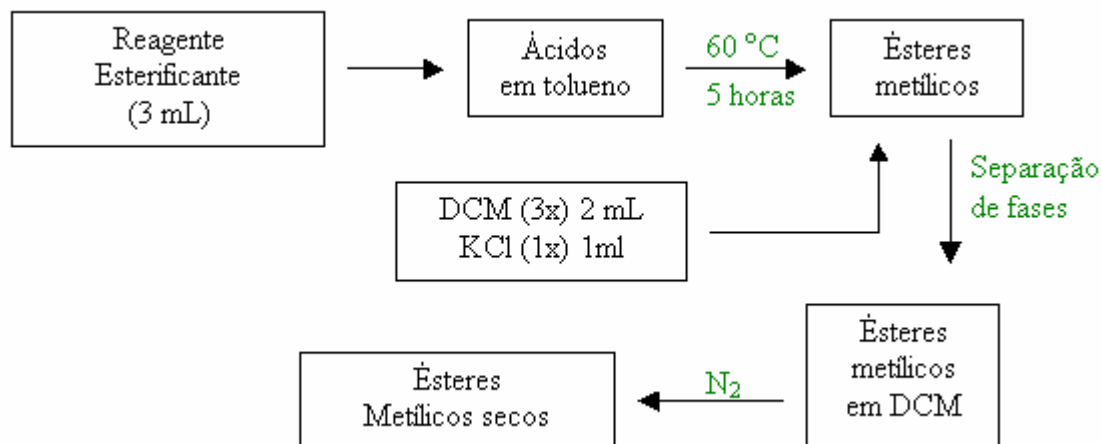 Reagente
Esterificante
(3 mL)
Ácidos
em tolueno
60 °C
5 horas
Ésteres
metílicos
DCM (3x) 2 mL
KCl (1x) 1ml
Separação
de fases
Ésteres
metílicos
em DCM
N₂
Ésteres
Metílicos secos